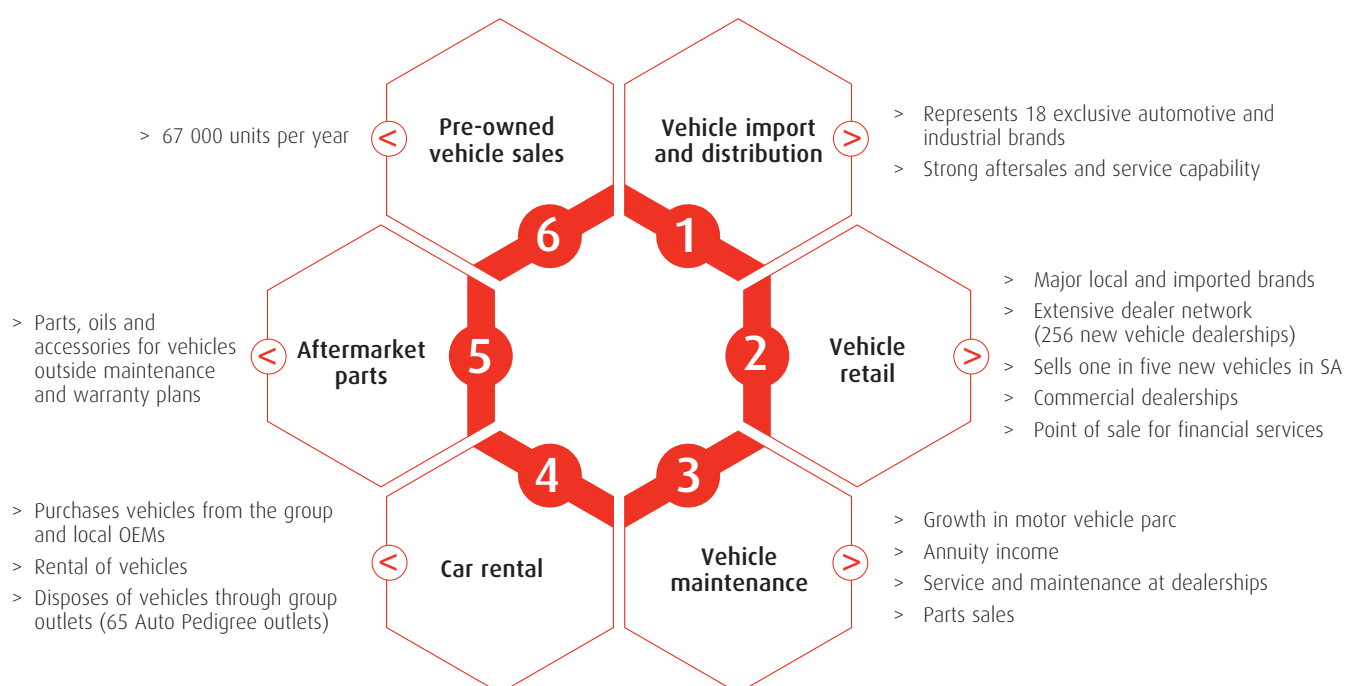 Pre-owned
vehicle sales
> 67 000 units per year
<
6
Vehicle import
and distribution
>
1
> Represents 18 exclusive automotive and
industrial brands
> Strong aftersales and service capability
Vehicle
retail
>
2
> Major local and imported brands
> Extensive dealer network
(256 new vehicle dealerships)
> Sells one in five new vehicles in SA
> Commercial dealerships
> Point of sale for financial services
Vehicle
maintenance
>
3
> Growth in motor vehicle parc
> Annuity income
> Service and maintenance at dealerships
> Parts sales
Car rental
<
4
> Purchases vehicles from the group
and local OEMs
> Rental of vehicles
> Disposes of vehicles through group
outlets (65 Auto Pedigree outlets)
Aftermarket
parts
<
5
> Parts, oils and
accessories for vehicles
outside maintenance
and warranty plans